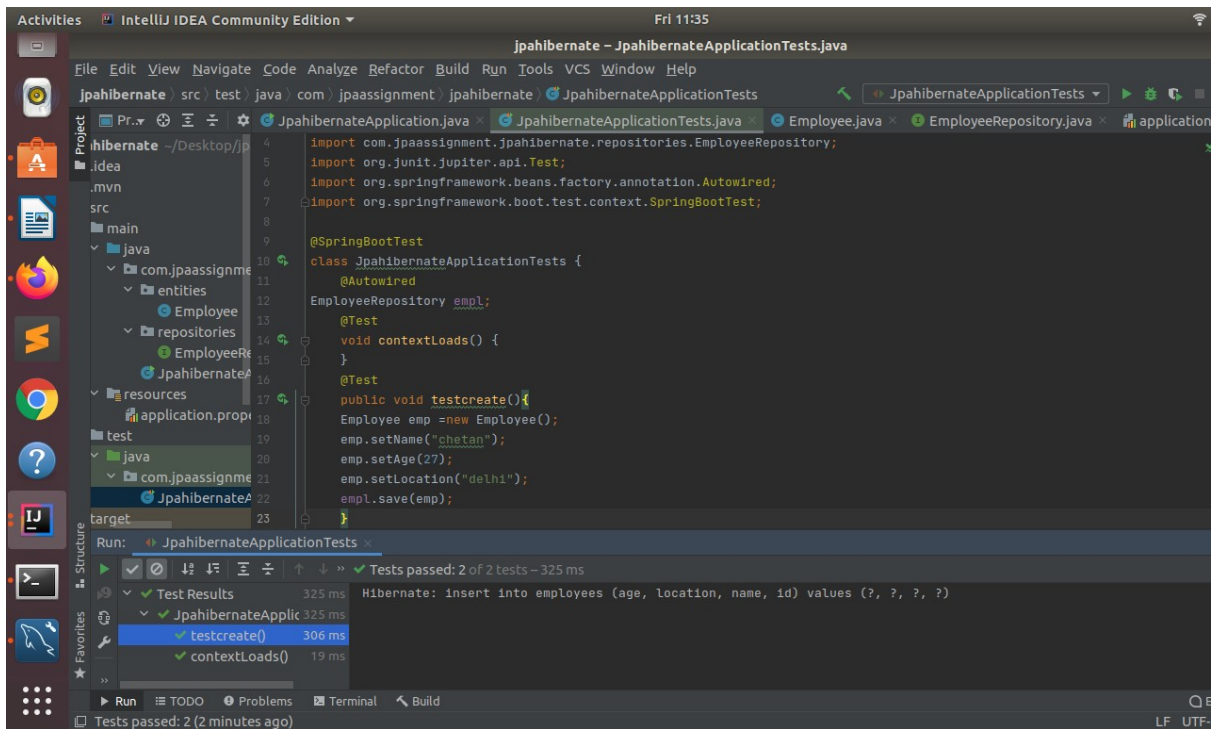 Activities IntelliJ IDEA Community Edition Fri 11:35
jpahibernate – JpahibernateApplicationTests.java
File Edit View Navigate Code Analyze Refactor Build Run Tools VCS Window Help
jpahibernate src test java com jpaassignment jpahibernate JpahibernateApplicationTests JpahibernateApplicationTests
Project Pr... JpahibernateApplication.java JpahibernateApplicationTests.java Employee.java EmployeeRepository.java application
hibernate ~/Desktop/jp
.idea
.mvn
src
main
java
com.jpaassignme
entities
Employee
repositories
EmployeeRe
JpahibernateA
resources
application.prope
test
java
com.jpaassignme
JpahibernateA
target
4 import com.jpaassignment.jpahibernate.repositories.EmployeeRepository;
5 import org.junit.jupiter.api.Test;
6 import org.springframework.beans.factory.annotation.Autowired;
7 import org.springframework.boot.test.context.SpringBootTest;
8
9 @SpringBootTest
10 class JpahibernateApplicationTests {
11 @Autowired
12 EmployeeRepository empl;
13 @Test
14 void contextLoads() {
15 }
16 @Test
17 public void testcreate(){
18 Employee emp =new Employee();
19 emp.setName("chetan");
20 emp.setAge(27);
21 emp.setLocation("delhi");
22 empl.save(emp);
23 }
Structure
Favorites
Run: JpahibernateApplicationTests
Tests passed: 2 of 2 tests – 325 ms
Test Results 325 ms
JpahibernateApplic 325 ms
testcreate() 306 ms
contextLoads() 19 ms
Hibernate: insert into employees (age, location, name, id) values (?, ?, ?, ?)
Run TODO Problems Terminal Build
Tests passed: 2 (2 minutes ago) LF UTF-